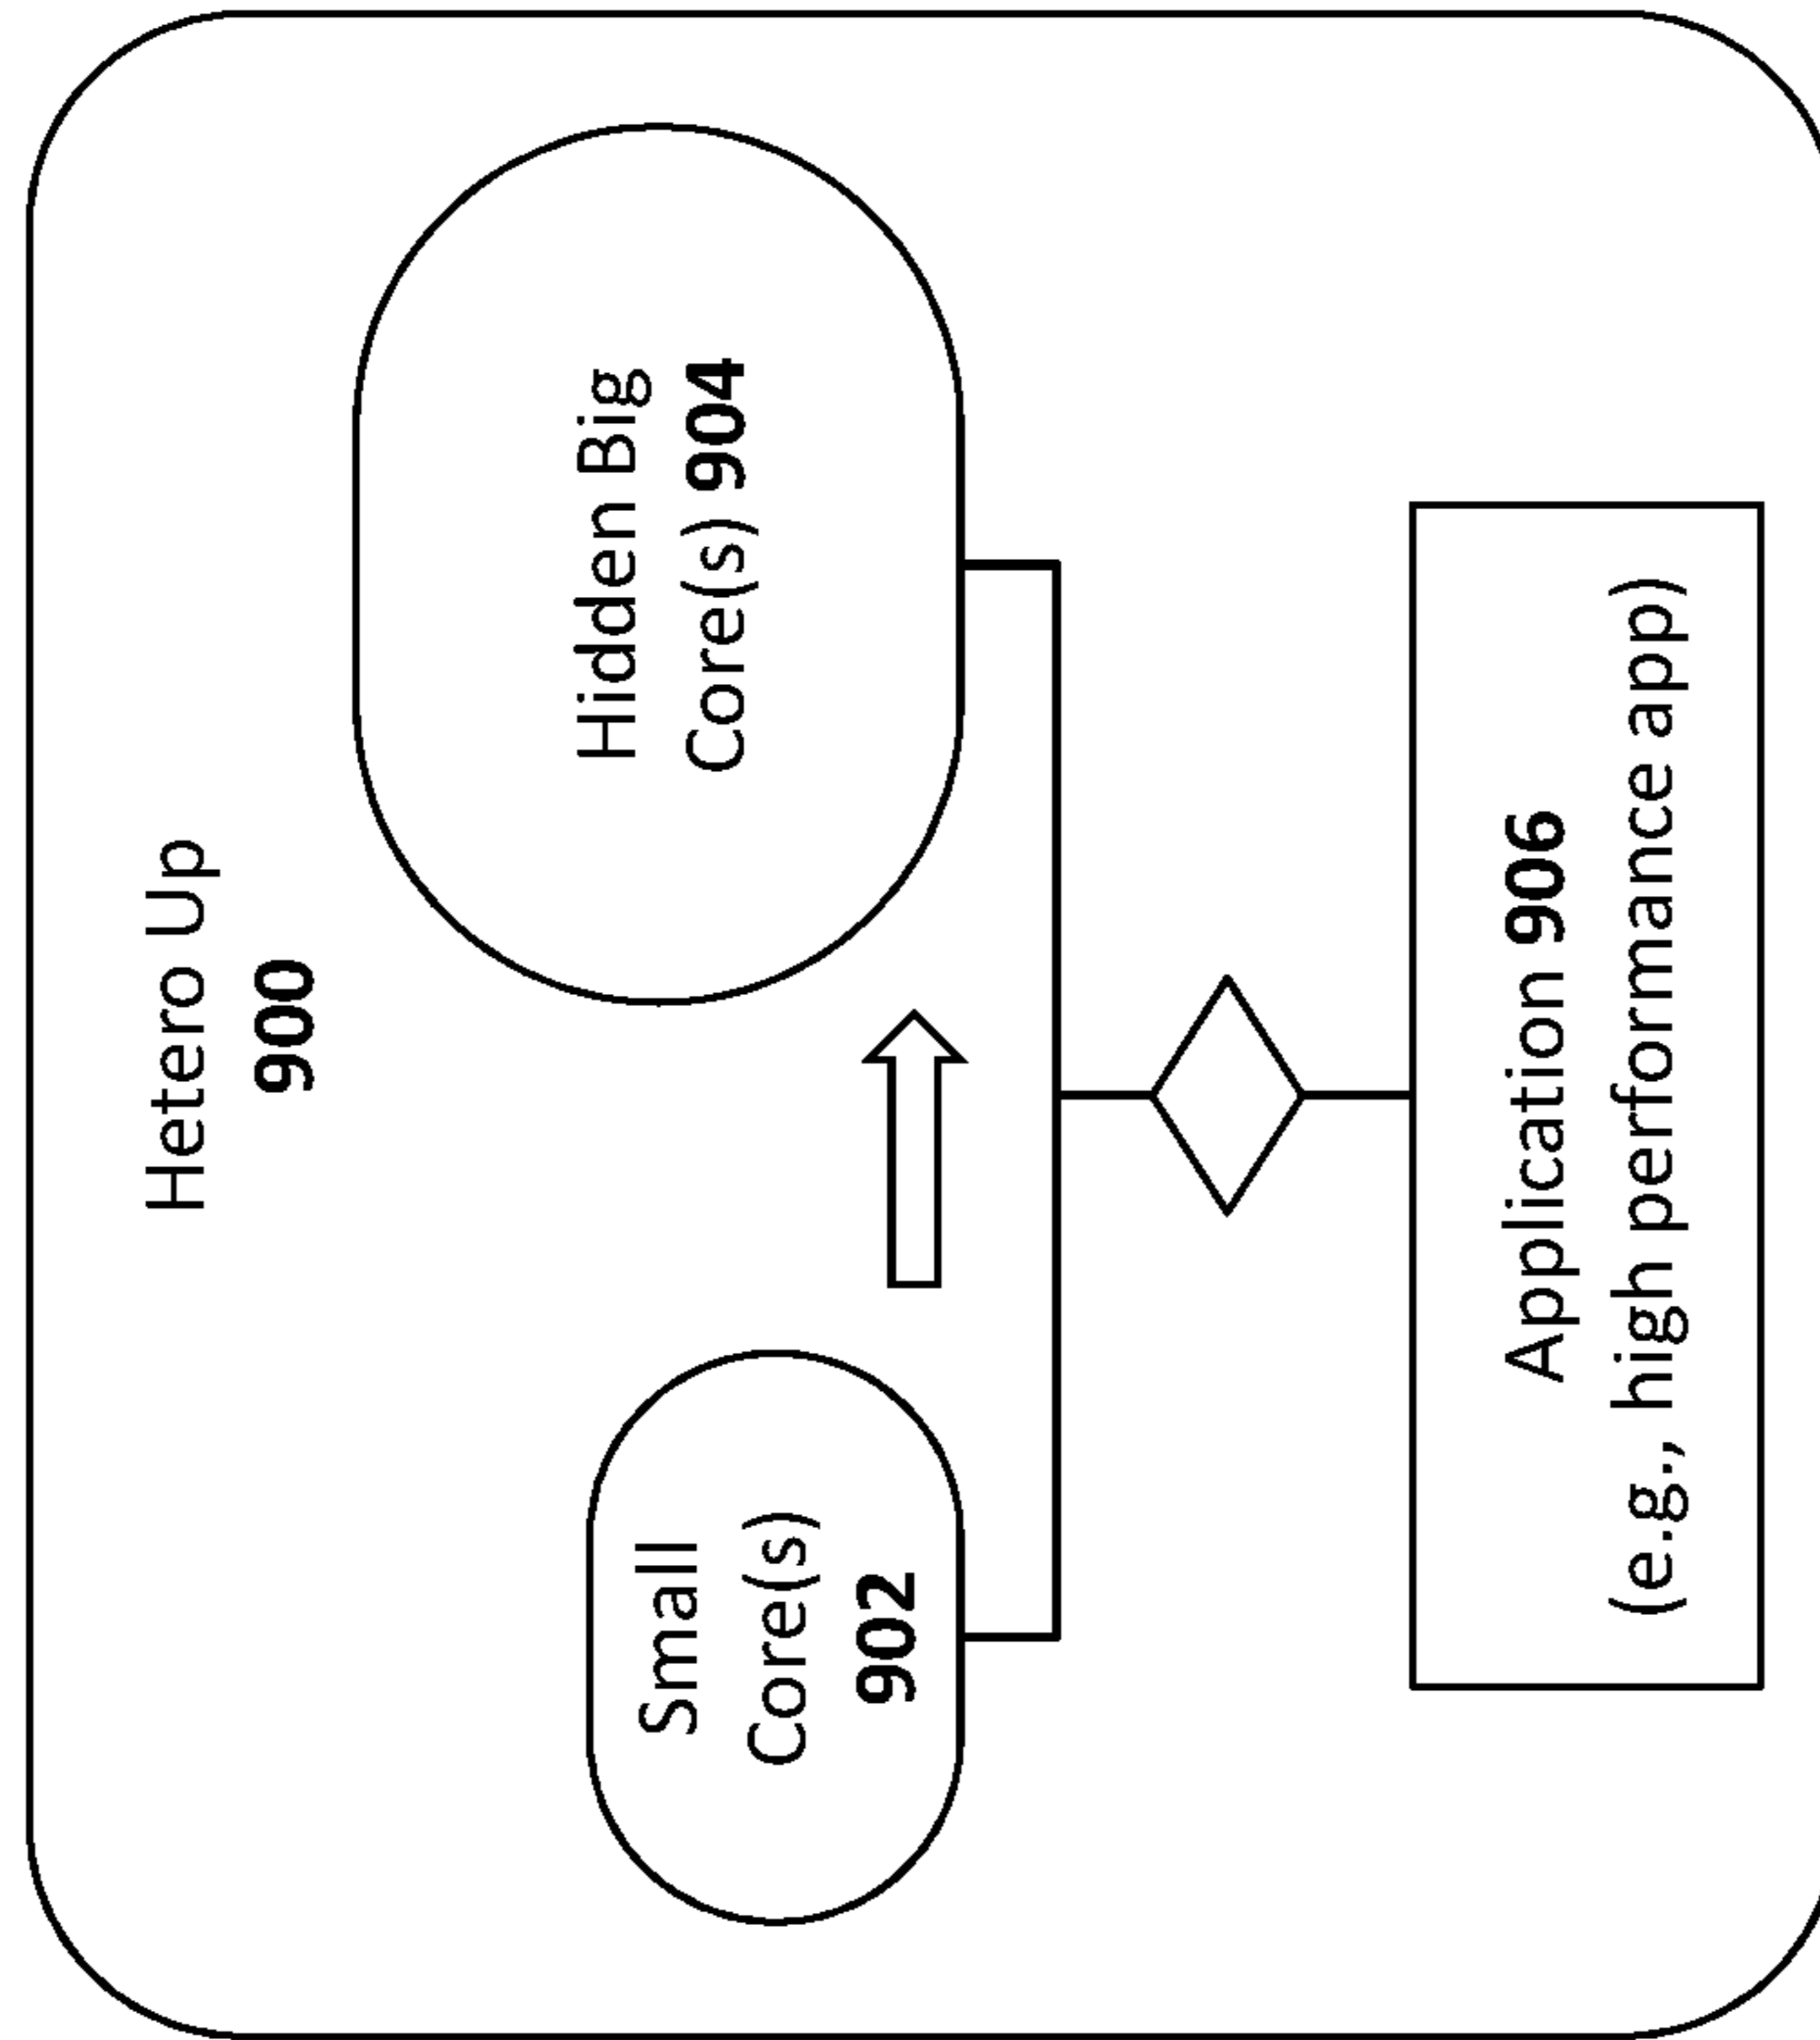 Hetero Up
900
Small
Core(s)
902
Hidden Big
Core(s) 904
Application 906
(e.g., high performance app)